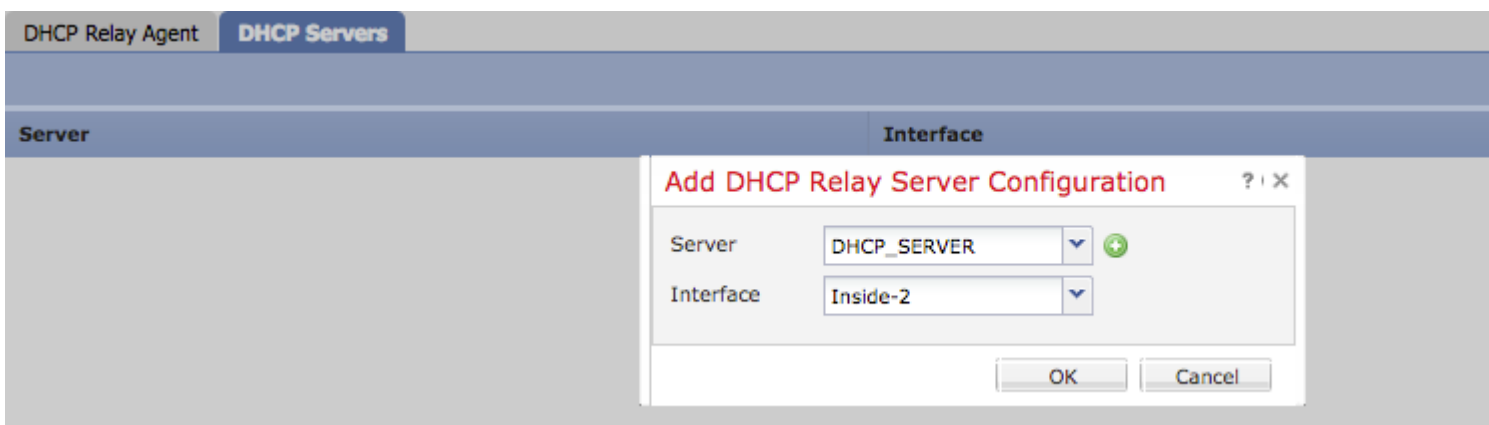 DHCP Relay Agent DHCP Servers
Server Interface
Add DHCP Relay Server Configuration ?
Server DHCP_SERVER
Interface Inside-2
OK Cancel